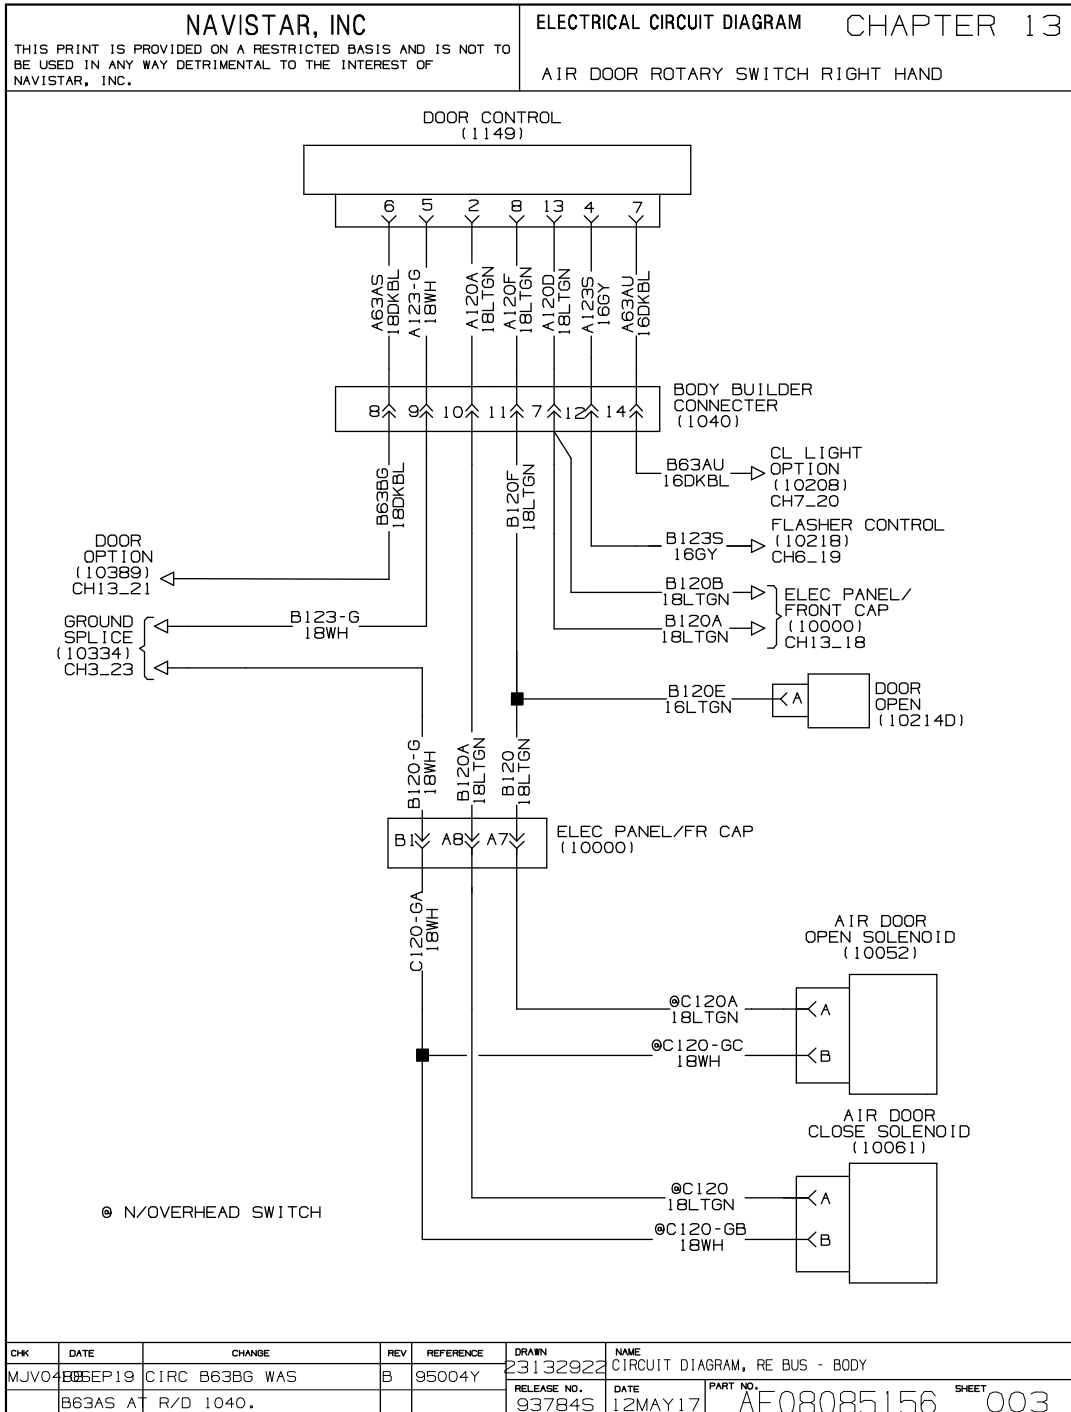 NAVISTAR, INC
THIS PRINT IS PROVIDED ON A RESTRICTED BASIS AND IS NOT TO
BE USED IN ANY WAY DETRIMENTAL TO THE INTEREST OF
NAVISTAR, INC.
ELECTRICAL CIRCUIT DIAGRAM
CHAPTER 13
AIR DOOR ROTARY SWITCH RIGHT HAND
DOOR CONTROL
(1149)
6 5 2 8 13 4 7
A63AS
18DKBL
A123-G
18WH
A120A
18LTGN
A120F
18LTGN
A120D
18LTGN
A123S
16GY
A63AU
16DKBL
BODY BUILDER
CONNECTER
(1040)
8 9 10 11 7 12 14
B63BG
18DKBL
B120F
18LTGN
B63AU
16DKBL
CL LIGHT
OPTION
(10208)
CH7_20
B123S
16GY
FLASHER CONTROL
(10218)
CH6_19
DOOR
OPTION
(10389)
CH13_21
B120B
18LTGN
B120A
18LTGN
ELEC PANEL/
FRONT CAP
(10000)
CH13_18
GROUND
SPLICE
(10334)
CH3_23
B123-G
18WH
B120E
16LTGN
A
DOOR
OPEN
(10214D)
B120-G
18WH
B120A
18LTGN
B120
18LTGN
B1 A8 A7
ELEC PANEL/FR CAP
(10000)
C120-GA
18WH
AIR DOOR
OPEN SOLENOID
(10052)
@C120A
18LTGN
A
@C120-GC
18WH
B
AIR DOOR
CLOSE SOLENOID
(10061)
@C120
18LTGN
A
@C120-GB
18WH
B
@ N/OVERHEAD SWITCH
CHK DATE CHANGE REV REFERENCE DRAWN NAME
05SEP19 CIRC B63BG WAS B 95004Y 23132922 CIRCUIT DIAGRAM, RE BUS - BODY
B63AS AT R/D 1040.
RELEASE NO. DATE PART NO. SHEET
93784S 12MAY17 AE08085156 003